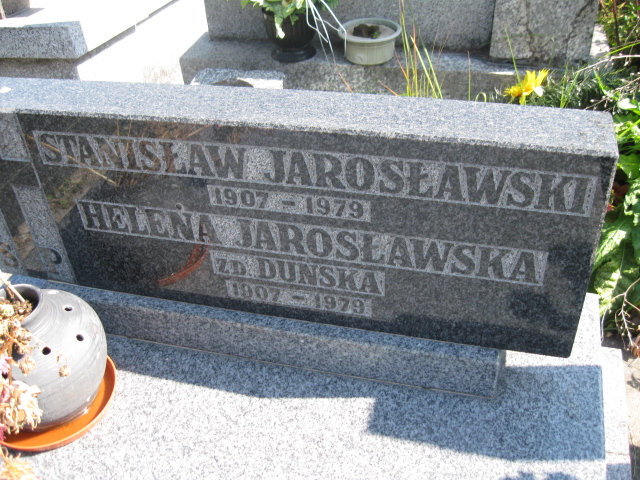 STANISŁAW JAROSŁAWSKI
1907 - 1979
HELENA JAROSŁAWSKA
ZD. DUŃSKA
1907 - 1979